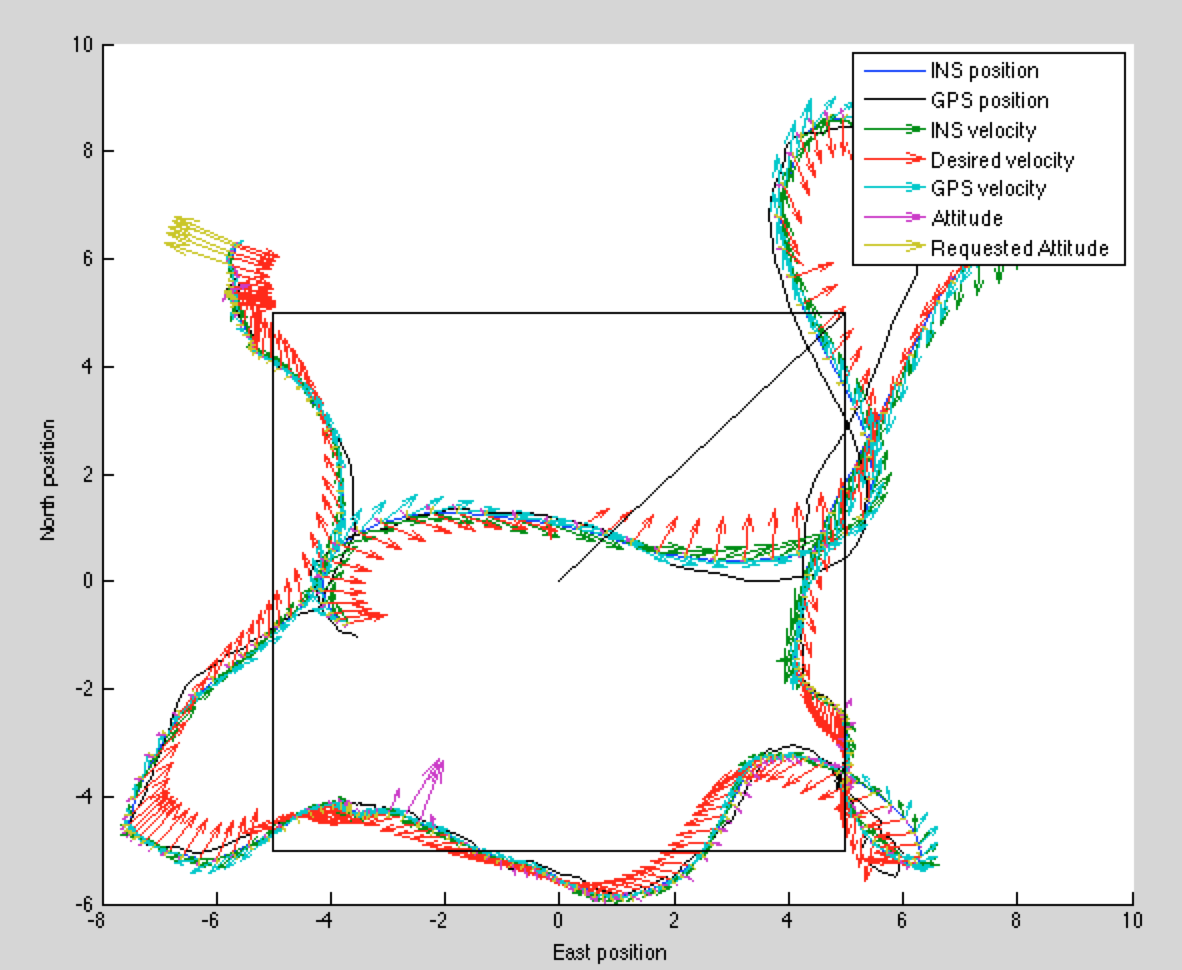 10
8
6
4
2
0
-2
-4
-6
North position
INS position
GPS position
INS velocity
Desired velocity
GPS velocity
Attitude
Requested Attitude
-8
-6
-4
-2
0
2
4
6
8
10
East position